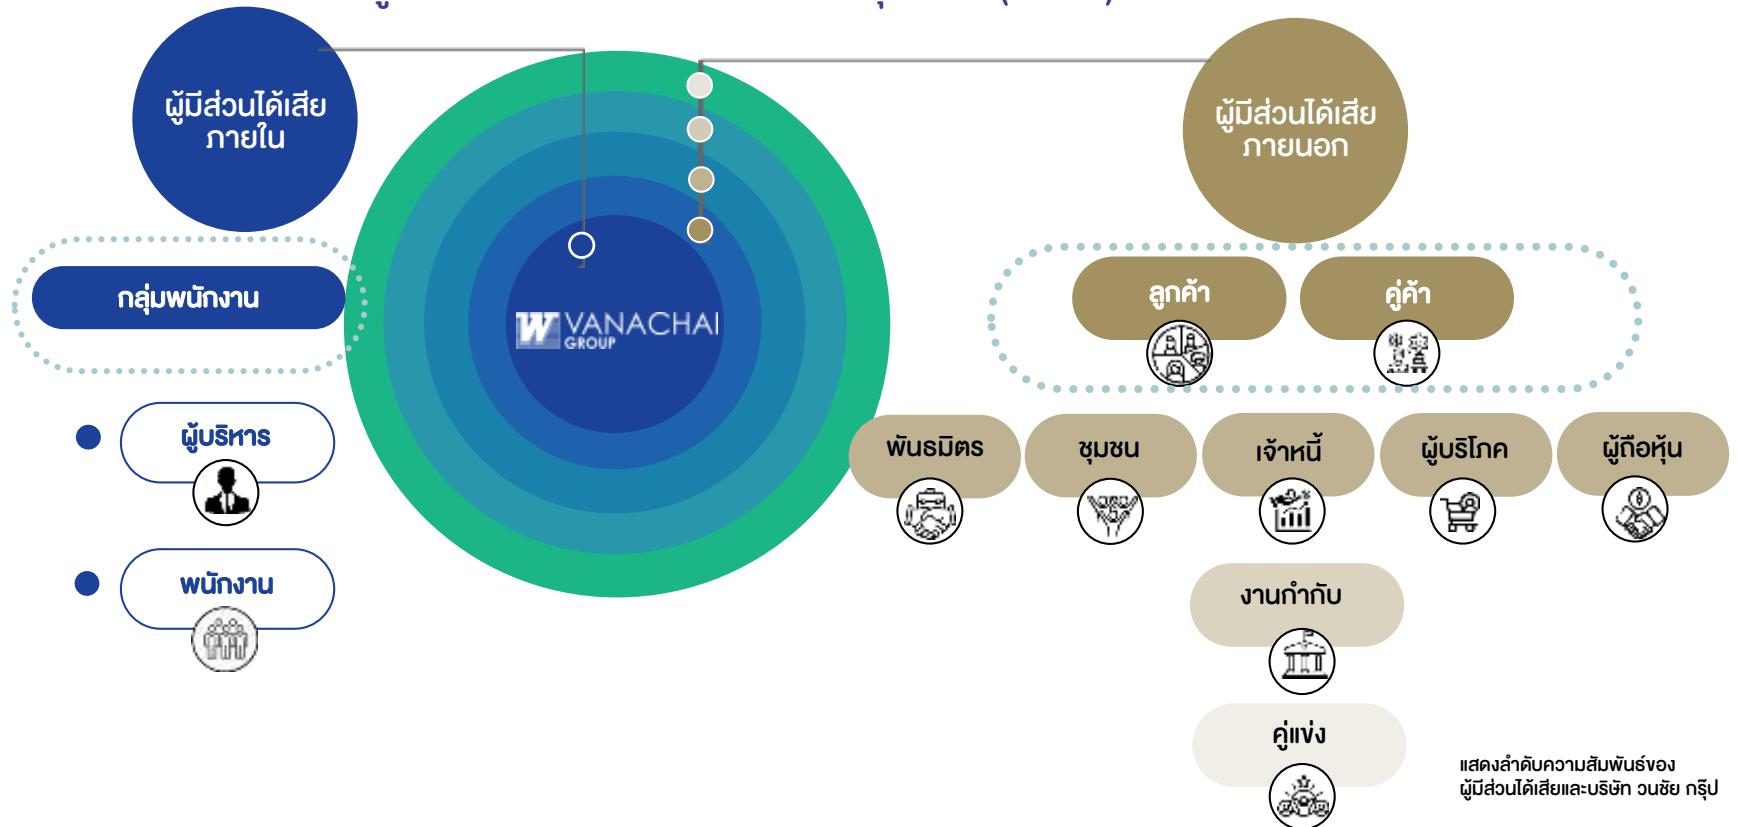 ผู้มีส่วนได้เสีย
ภายใน
ผู้มีส่วนได้เสีย
ภายนอก
กลุ่มพนักงาน
ผู้บริหาร
พนักงาน
VANACHAI
GROUP
ลูกค้า
คู่ค้า
พันธมิตร
ชุมชน
เจ้าหนี้
ผู้บริโภค
ผู้ถือหุ้น
งานกำกับ
คู่แข่ง
แสดงลำดับความสัมพันธ์ของ
ผู้มีส่วนได้เสียและบริษัท วนชัย กรุ๊ป